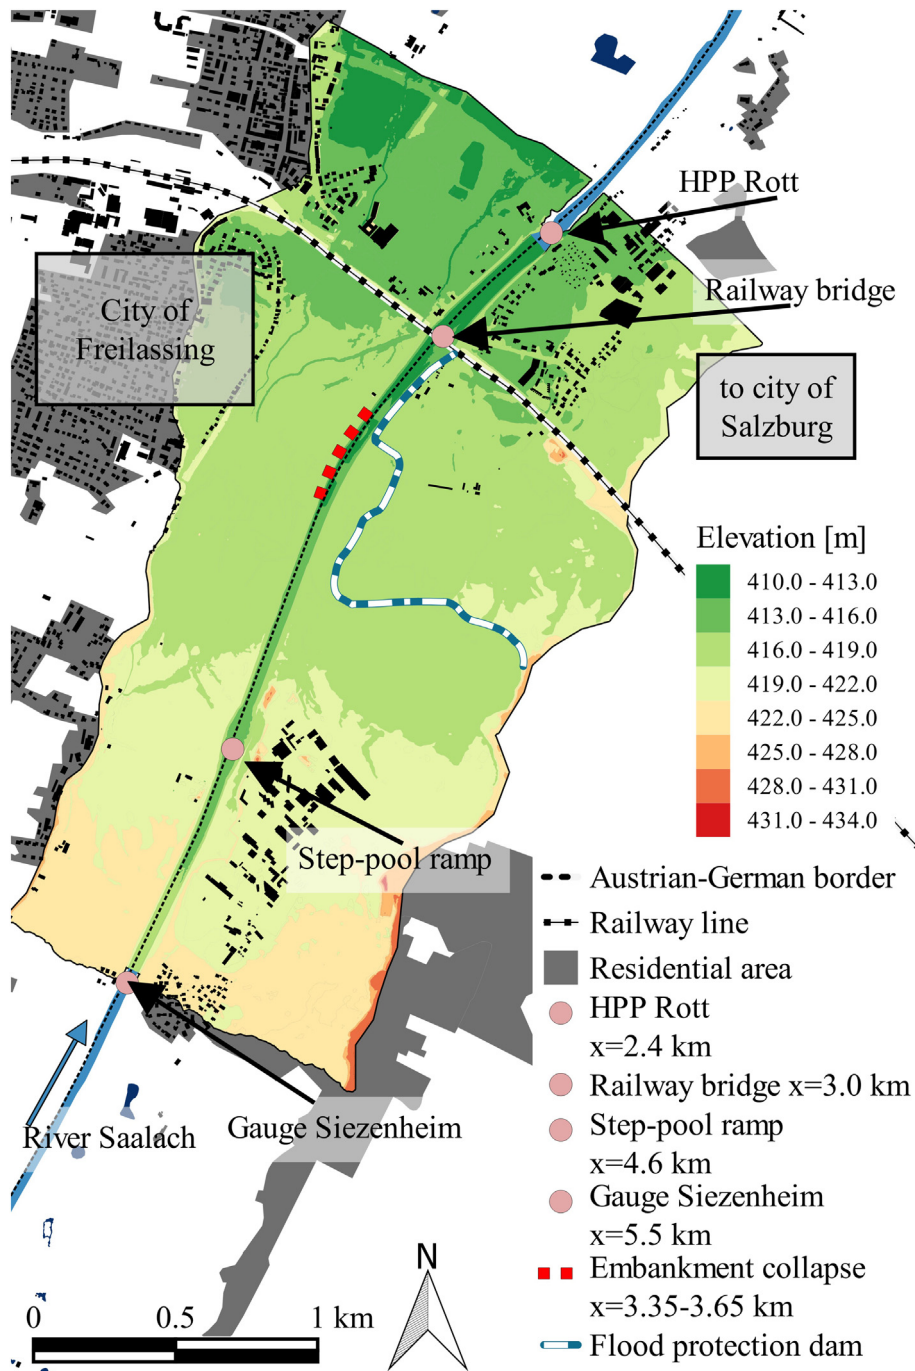 HPP Rott
Railway bridge
City of
Freilassing
to city of
Salzburg
Elevation [m]
410.0 - 413.0
413.0 - 416.0
416.0 - 419.0
419.0 - 422.0
422.0 - 425.0
425.0 - 428.0
428.0 - 431.0
431.0 - 434.0
Step-pool ramp
Austrian-German border
Railway line
Residential area
HPP Rott
x=2.4 km
Railway bridge x=3.0 km
Step-pool ramp
x=4.6 km
Gauge Siezenheim
x=5.5 km
Embankment collapse
x=3.35-3.65 km
Flood protection dam
River Saalach
Gauge Siezenheim
N
0 0.5 1 km